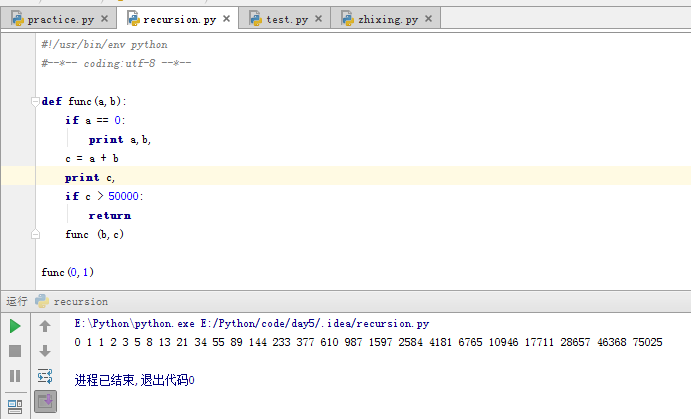 practice.py × recursion.py × test.py × zhixing.py ×
#!/usr/bin/env python
#--*-- coding:utf-8 --*--
def func(a,b):
if a == 0:
print a,b,
c = a + b
print c,
if c > 50000:
return
func (b,c)
func(0,1)
运行 recursion
E:\Python\python.exe E:/Python/code/day5/.idea/recursion.py
0 1 1 2 3 5 8 13 21 34 55 89 144 233 377 610 987 1597 2584 4181 6765 10946 17711 28657 46368 75025
进程已结束,退出代码0